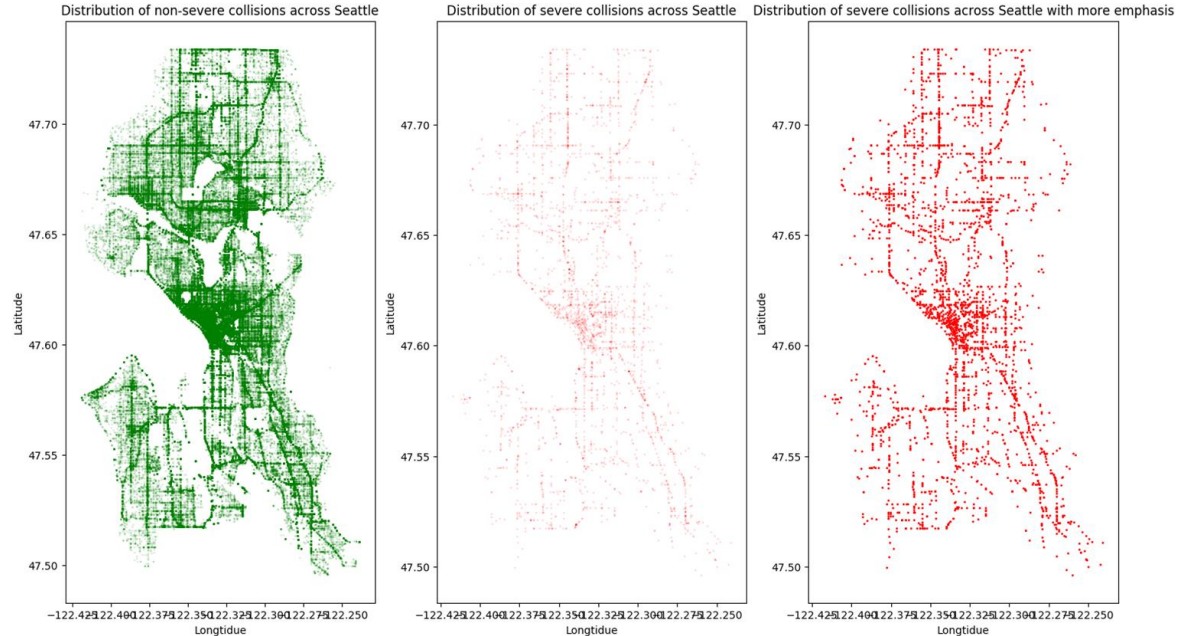 Distribution of non-severe collisions across Seattle
Distribution of severe collisions across Seattle
Distribution of severe collisions across Seattle with more emphasis
Latitude
47.70
47.65
47.60
47.55
47.50
−122.425 −122.400 −122.375 −122.350 −122.325 −122.300 −122.275 −122.250
Longtidue
Latitude
47.70
47.65
47.60
47.55
47.50
−122.425 −122.400 −122.375 −122.350 −122.325 −122.300 −122.275 −122.250
Longtidue
Latitude
47.70
47.65
47.60
47.55
47.50
−122.425 −122.400 −122.375 −122.350 −122.325 −122.300 −122.275 −122.250
Longtidue